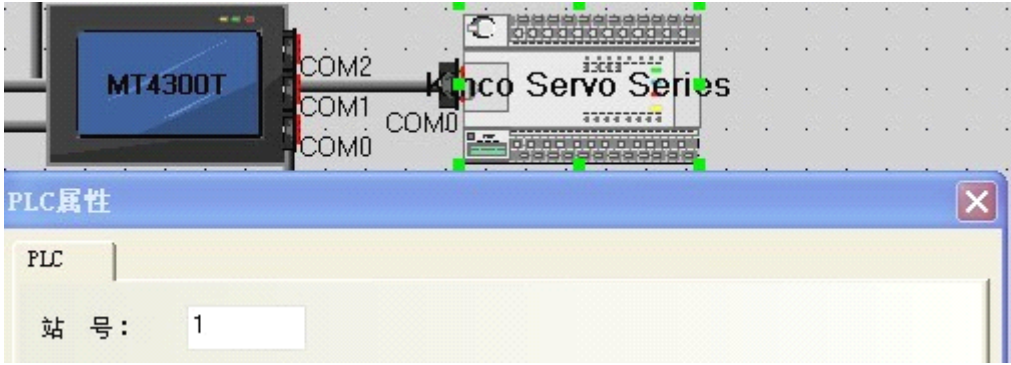 COM2
MT4300T
Kinco Servo Series
COM1
COM0
COM0
PLC属性
PLC
站 号: 1